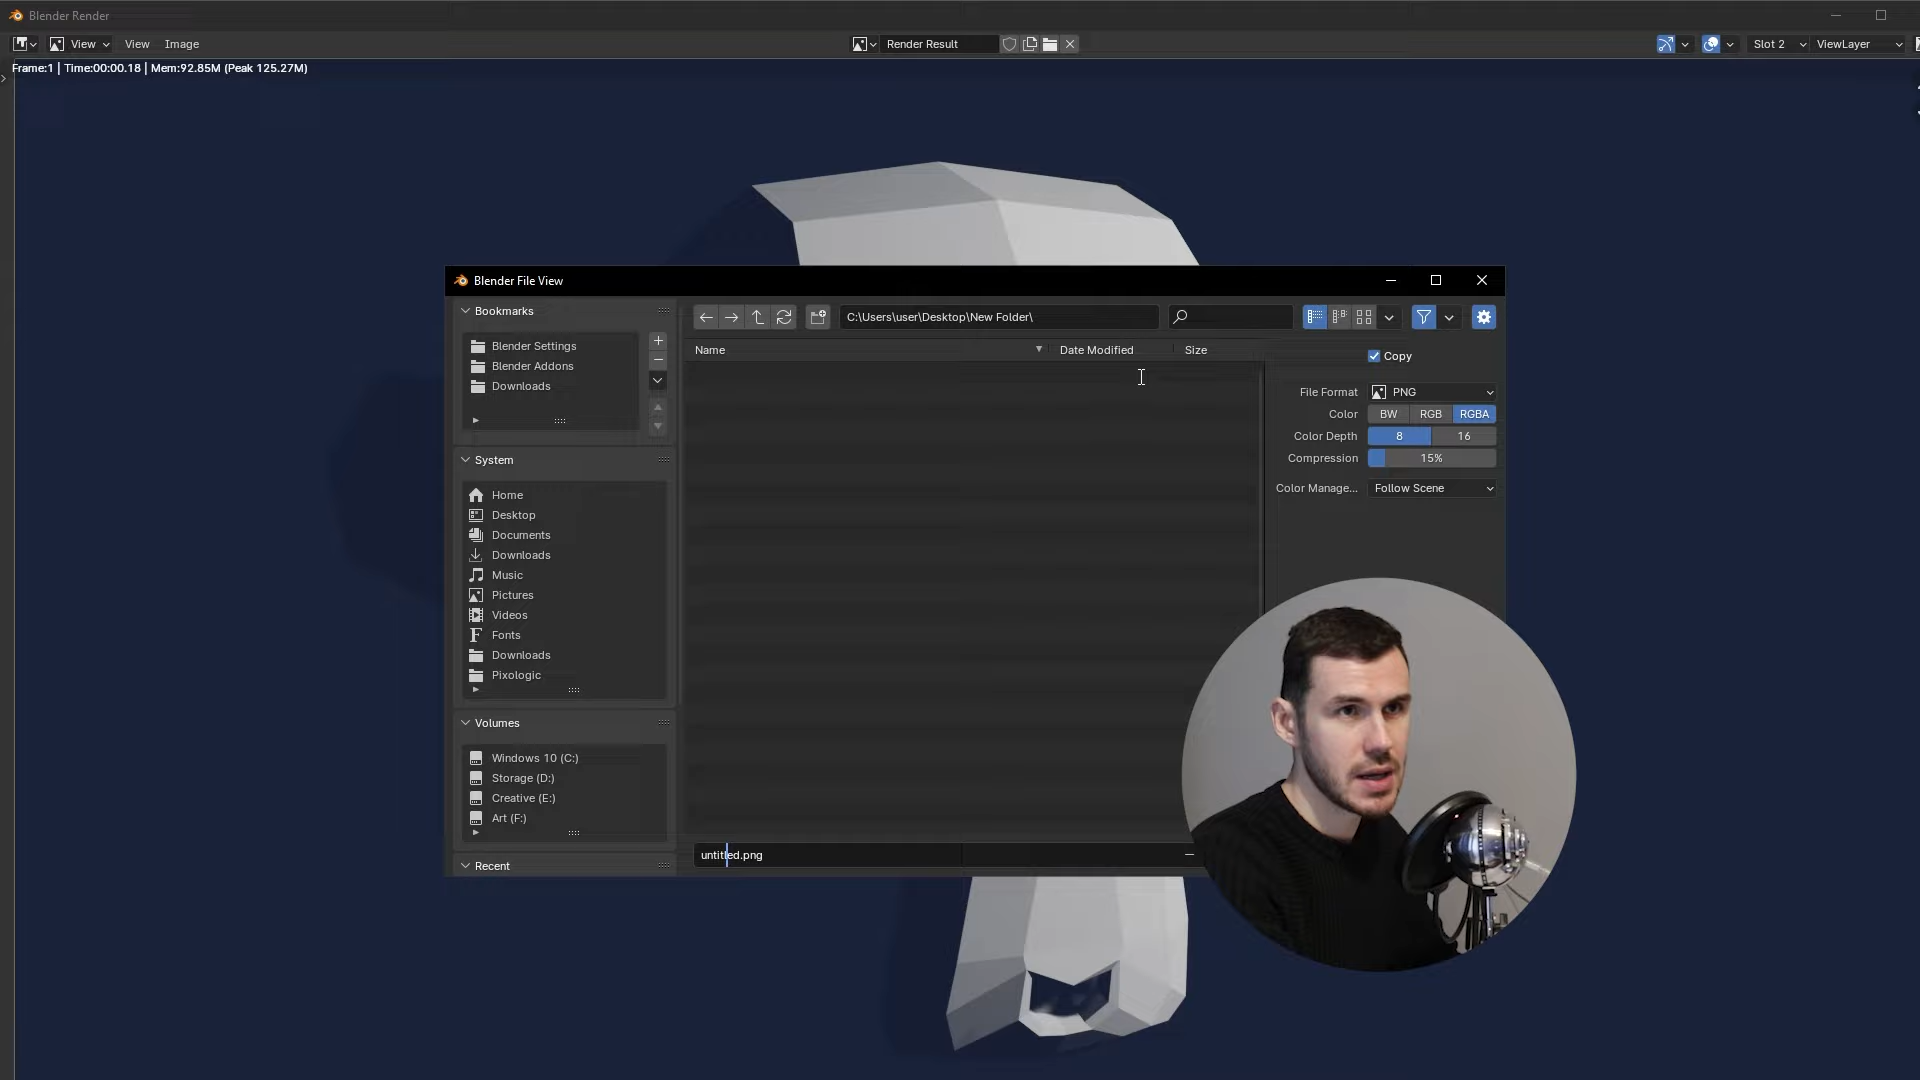 Blender Render
View View Image Render Result Slot 2 ViewLayer
Frame:1 | Time:00:00.18 | Mem:92.85M (Peak 125.27M)
Blender File View
Bookmarks
Blender Settings
Blender Addons
Downloads
System
Home
Desktop
Documents
Downloads
Music
Pictures
Videos
Fonts
Downloads
Pixologic
Volumes
Windows 10 (C:)
Storage (D:)
Creative (E:)
Art (F:)
Recent
C:\Users\user\Desktop\New Folder\
Name Date Modified Size
untitled.png
Copy
File Format PNG
Color BW RGB RGBA
Color Depth 8 16
Compression 15%
Color Manage... Follow Scene